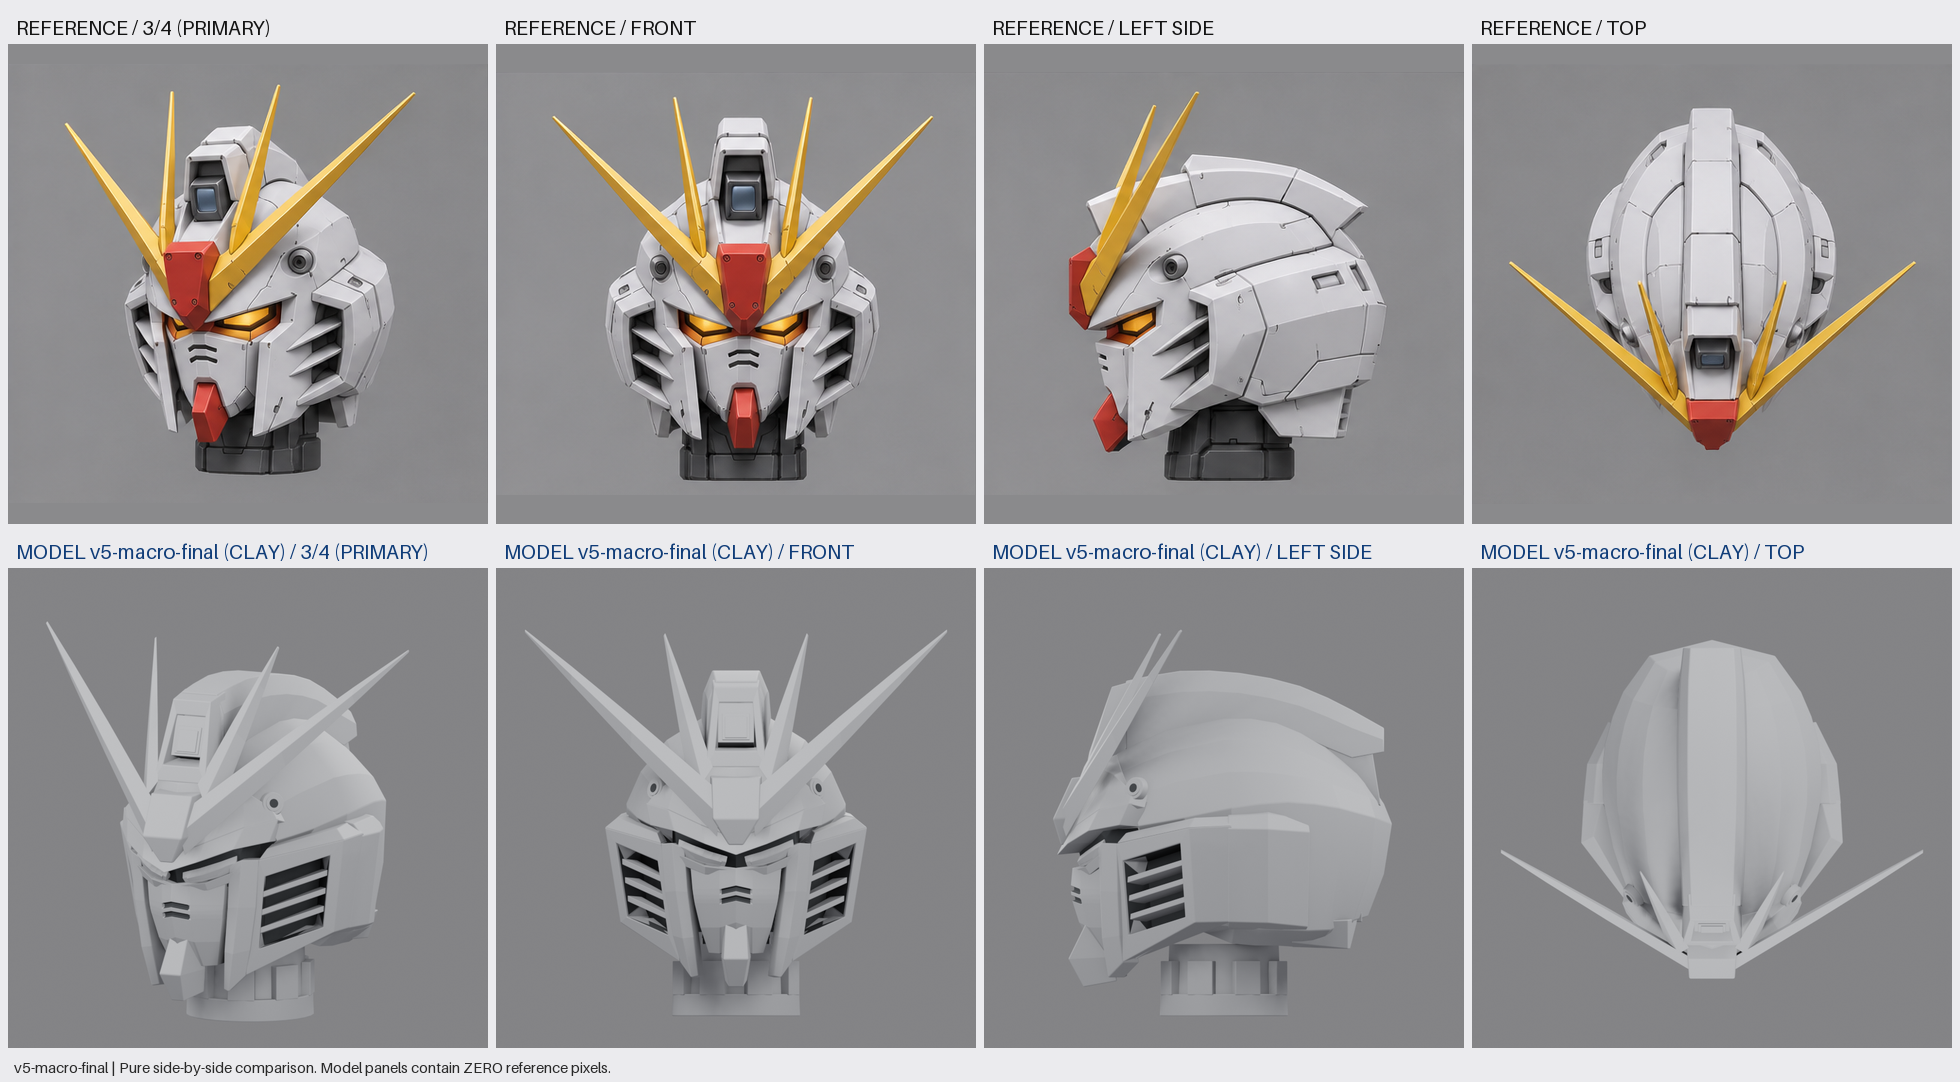 REFERENCE / 3/4 (PRIMARY)
REFERENCE / FRONT
REFERENCE / LEFT SIDE
REFERENCE / TOP
MODEL v5-macro-final (CLAY) / 3/4 (PRIMARY)
MODEL v5-macro-final (CLAY) / FRONT
MODEL v5-macro-final (CLAY) / LEFT SIDE
MODEL v5-macro-final (CLAY) / TOP
v5-macro-final | Pure side-by-side comparison. Model panels contain ZERO reference pixels.